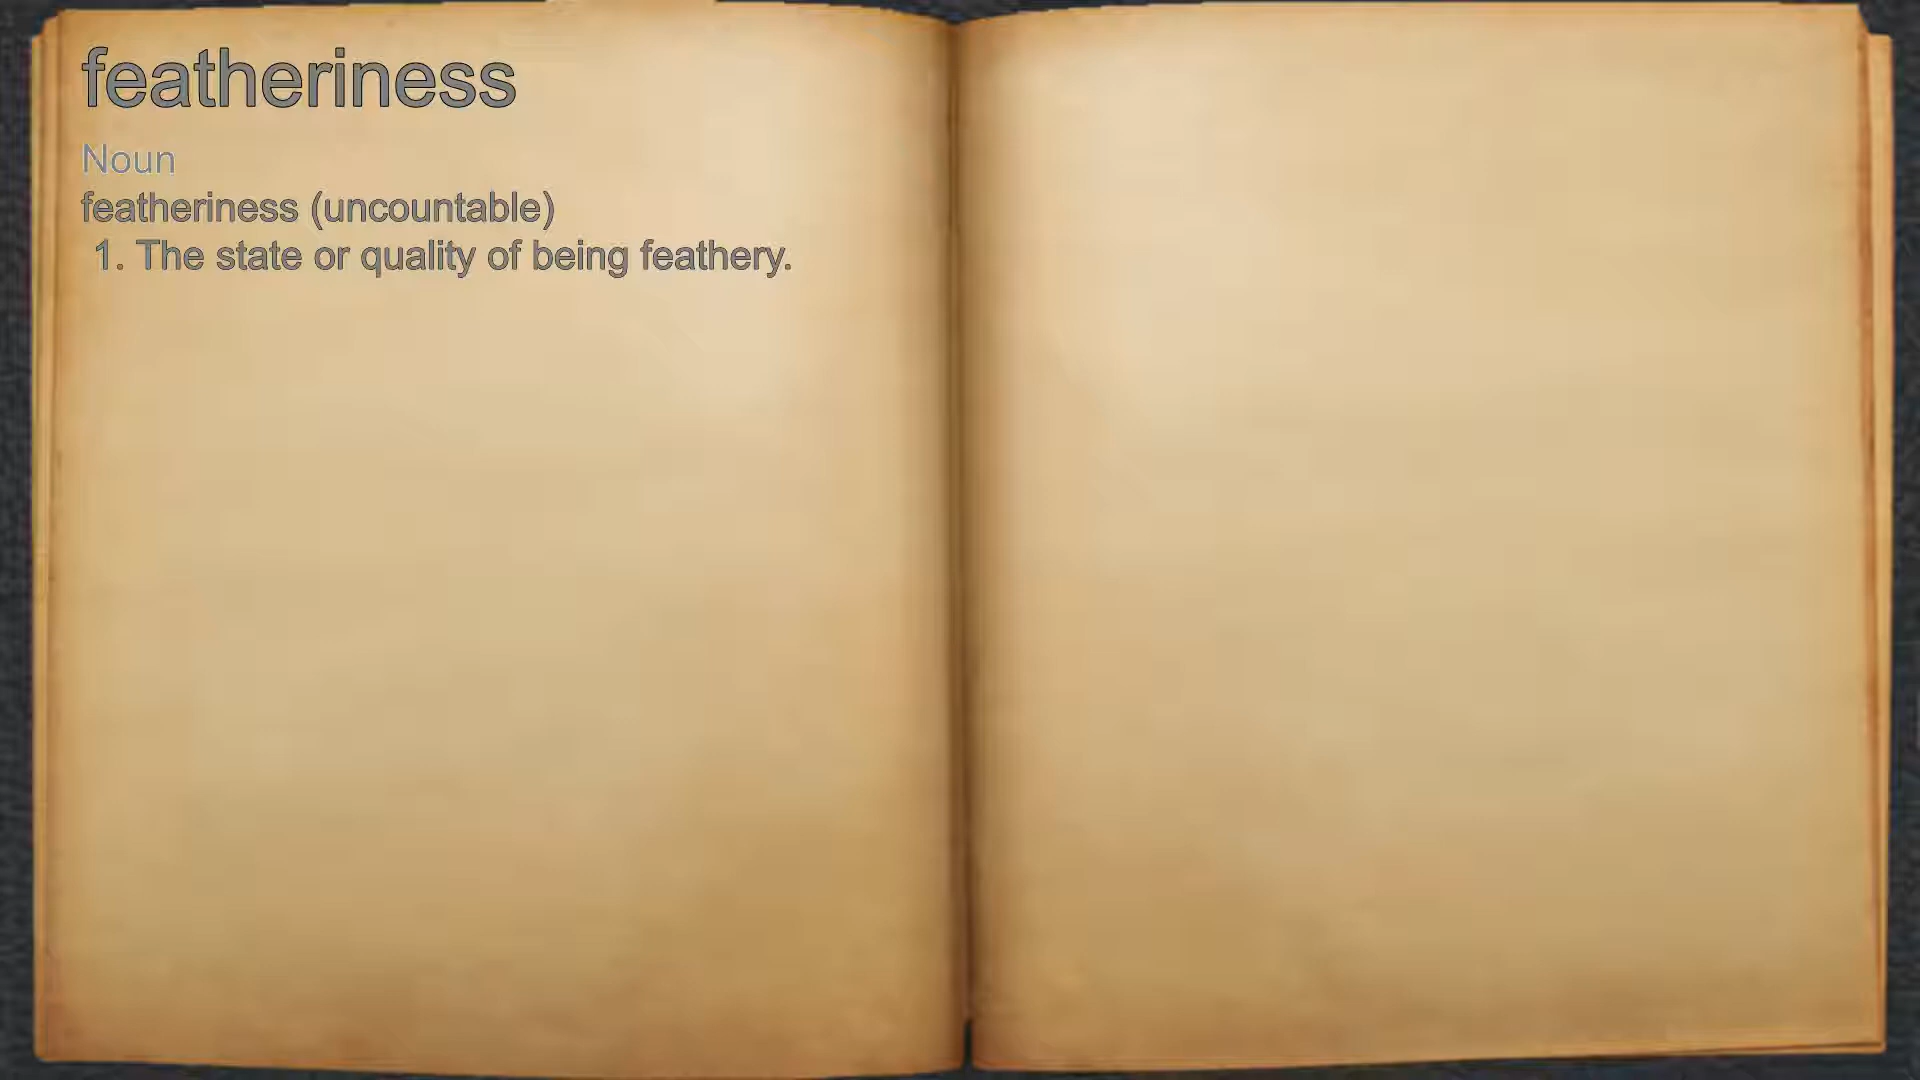 featheriness
Noun
featheriness (uncountable)
1. The state or quality of being feathery.